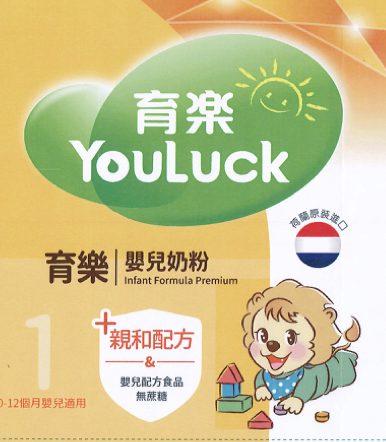 育楽
YouLuck
荷蘭原裝進口
育樂 嬰兒奶粉
Infant Formula Premium
1
+親和配方
&
嬰兒配方食品
無蔗糖
0-12個月嬰兒適用